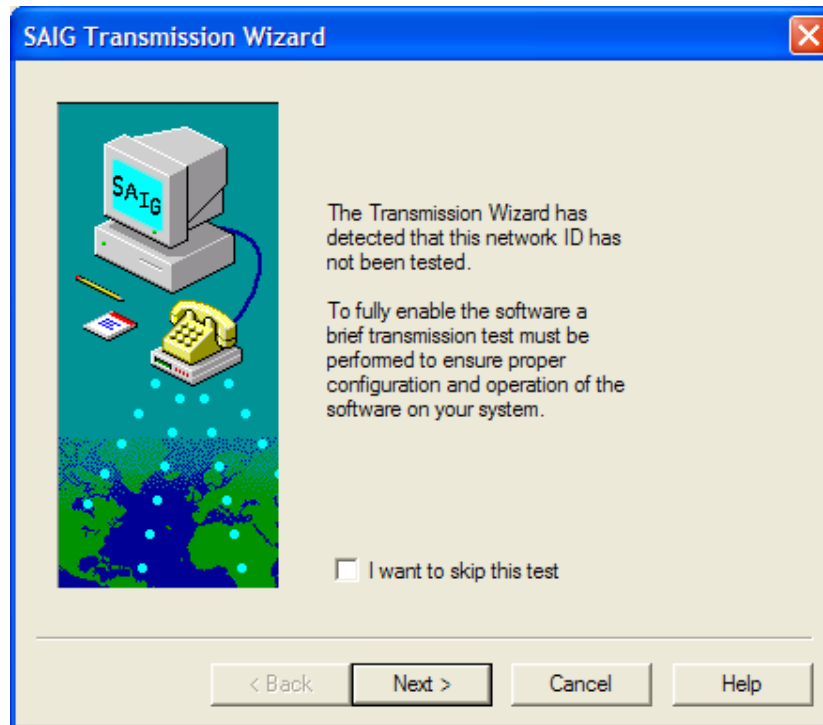 SAIG Transmission Wizard
SAIG
The Transmission Wizard has
detected that this network ID has
not been tested.
To fully enable the software a
brief transmission test must be
performed to ensure proper
configuration and operation of the
software on your system.
I want to skip this test
< Back
Next >
Cancel
Help